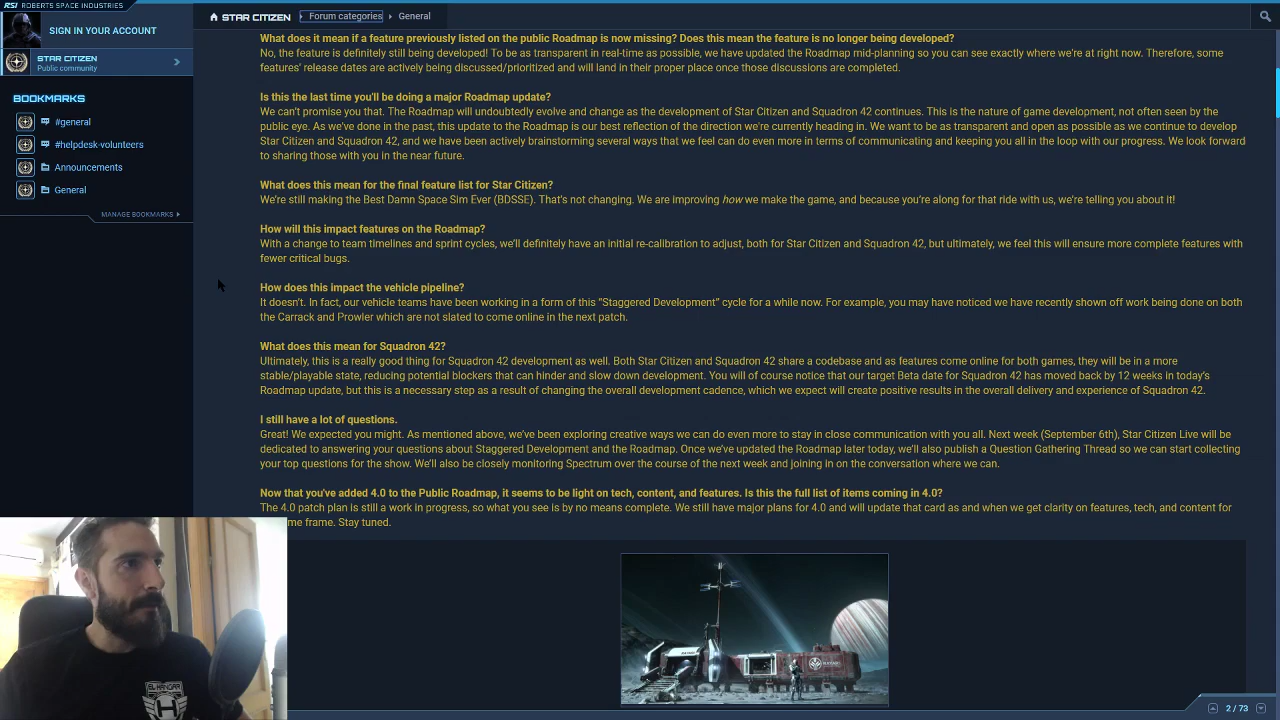 RSI ROBERTS SPACE INDUSTRIES
SIGN IN YOUR ACCOUNT
STAR CITIZEN
Public community
BOOKMARKS
#general
#helpdesk-volunteers
Announcements
General
MANAGE BOOKMARKS
STAR CITIZEN Forum categories General
What does it mean if a feature previously listed on the public Roadmap is now missing? Does this mean the feature is no longer being developed?
No, the feature is definitely still being developed! To be as transparent in real-time as possible, we have updated the Roadmap mid-planning so you can see exactly where we're at right now. Therefore, some
features' release dates are actively being discussed/prioritized and will land in their proper place once those discussions are completed.
Is this the last time you'll be doing a major Roadmap update?
We can't promise you that. The Roadmap will undoubtedly evolve and change as the development of Star Citizen and Squadron 42 continues. This is the nature of game development, not often seen by the
public eye. As we've done in the past, this update to the Roadmap is our best reflection of the direction we're currently heading in. We want to be as transparent and open as possible as we continue to develop
Star Citizen and Squadron 42, and we have been actively brainstorming several ways that we feel can do even more in terms of communicating and keeping you all in the loop with our progress. We look forward
to sharing those with you in the near future.
What does this mean for the final feature list for Star Citizen?
We're still making the Best Damn Space Sim Ever (BDSSE). That's not changing. We are improving how we make the game, and because you're along for that ride with us, we're telling you about it!
How will this impact features on the Roadmap?
With a change to team timelines and sprint cycles, we'll definitely have an initial re-calibration to adjust, both for Star Citizen and Squadron 42, but ultimately, we feel this will ensure more complete features with
fewer critical bugs.
How does this impact the vehicle pipeline?
It doesn't. In fact, our vehicle teams have been working in a form of this "Staggered Development" cycle for a while now. For example, you may have noticed we have recently shown off work being done on both
the Carrack and Prowler which are not slated to come online in the next patch.
What does this mean for Squadron 42?
Ultimately, this is a really good thing for Squadron 42 development as well. Both Star Citizen and Squadron 42 share a codebase and as features come online for both games, they will be in a more
stable/playable state, reducing potential blockers that can hinder and slow down development. You will of course notice that our target Beta date for Squadron 42 has moved back by 12 weeks in today's
Roadmap update, but this is a necessary step as a result of changing the overall development cadence, which we expect will create positive results in the overall delivery and experience of Squadron 42.
I still have a lot of questions.
Great! We expected you might. As mentioned above, we've been exploring creative ways we can do even more to stay in close communication with you all. Next week (September 6th), Star Citizen Live will be
dedicated to answering your questions about Staggered Development and the Roadmap. Once we've updated the Roadmap later today, we'll also publish a Question Gathering Thread so we can start collecting
your top questions for the show. We'll also be closely monitoring Spectrum over the course of the next week and joining in on the conversation where we can.
Now that you've added 4.0 to the Public Roadmap, it seems to be light on tech, content, and features. Is this the full list of items coming in 4.0?
The 4.0 patch plan is still a work in progress, so what you see is by no means complete. We still have major plans for 4.0 and will update that card as and when we get clarity on features, tech, and content for
me frame. Stay tuned.
2 / 73